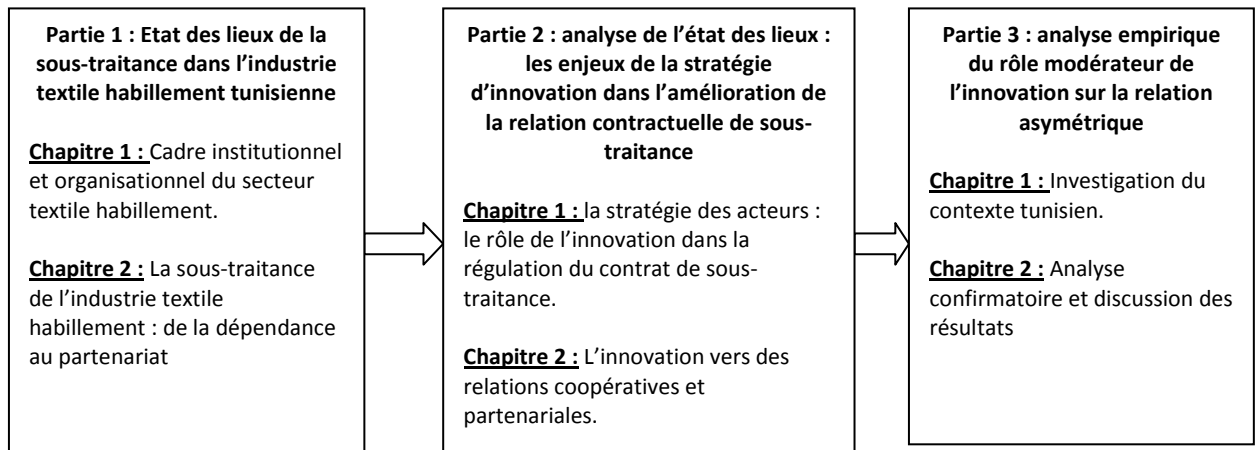 Partie 1 : Etat des lieux de la
sous-traitance dans l’industrie
textile habillement tunisienne
Chapitre 1 : Cadre institutionnel
et organisationnel du secteur
textile habillement.
Chapitre 2 : La sous-traitance
de l’industrie textile
habillement : de la dépendance
au partenariat
Partie 2 : analyse de l’état des lieux :
les enjeux de la stratégie
d’innovation dans l’amélioration de
la relation contractuelle de sous-
traitance
Chapitre 1 : la stratégie des acteurs :
le rôle de l’innovation dans la
régulation du contrat de sous-
traitance.
Chapitre 2 : L’innovation vers des
relations coopératives et
partenariales.
Partie 3 : analyse empirique
du rôle modérateur de
l’innovation sur la relation
asymétrique
Chapitre 1 : Investigation du
contexte tunisien.
Chapitre 2 : Analyse
confirmatoire et discussion des
résultats